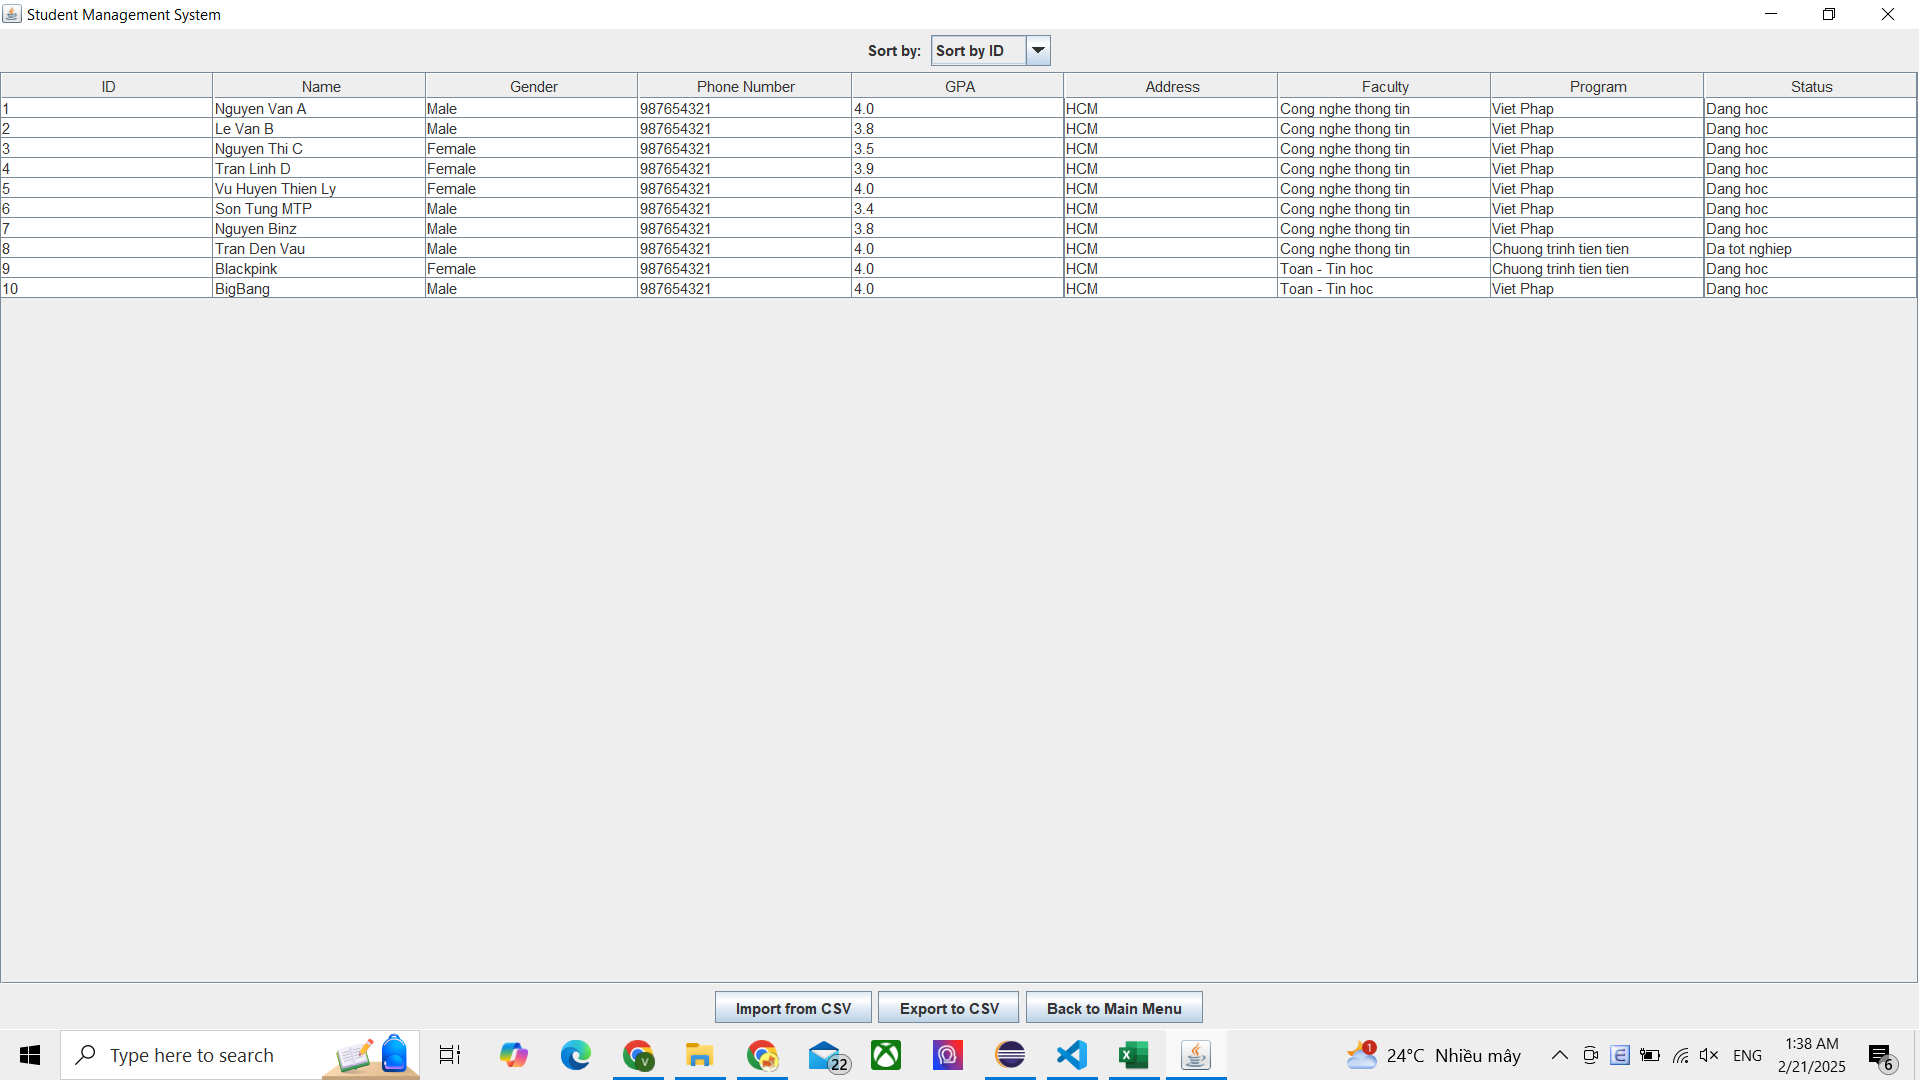 Student Management System
Sort by: Sort by ID
ID Name Gender Phone Number GPA Address Faculty Program Status
1 Nguyen Van A Male 987654321 4.0 HCM Cong nghe thong tin Viet Phap Dang hoc
2 Le Van B Male 987654321 3.8 HCM Cong nghe thong tin Viet Phap Dang hoc
3 Nguyen Thi C Female 987654321 3.5 HCM Cong nghe thong tin Viet Phap Dang hoc
4 Tran Linh D Female 987654321 3.9 HCM Cong nghe thong tin Viet Phap Dang hoc
5 Vu Huyen Thien Ly Female 987654321 4.0 HCM Cong nghe thong tin Viet Phap Dang hoc
6 Son Tung MTP Male 987654321 3.4 HCM Cong nghe thong tin Viet Phap Dang hoc
7 Nguyen Binz Male 987654321 3.8 HCM Cong nghe thong tin Viet Phap Dang hoc
8 Tran Den Vau Male 987654321 4.0 HCM Cong nghe thong tin Chuong trinh tien tien Da tot nghiep
9 Blackpink Female 987654321 4.0 HCM Toan - Tin hoc Chuong trinh tien tien Dang hoc
10 BigBang Male 987654321 4.0 HCM Toan - Tin hoc Viet Phap Dang hoc
Import from CSV Export to CSV Back to Main Menu
Type here to search V 22 1 24°C Nhiều mây E ENG 1:38 AM
2/21/2025 6